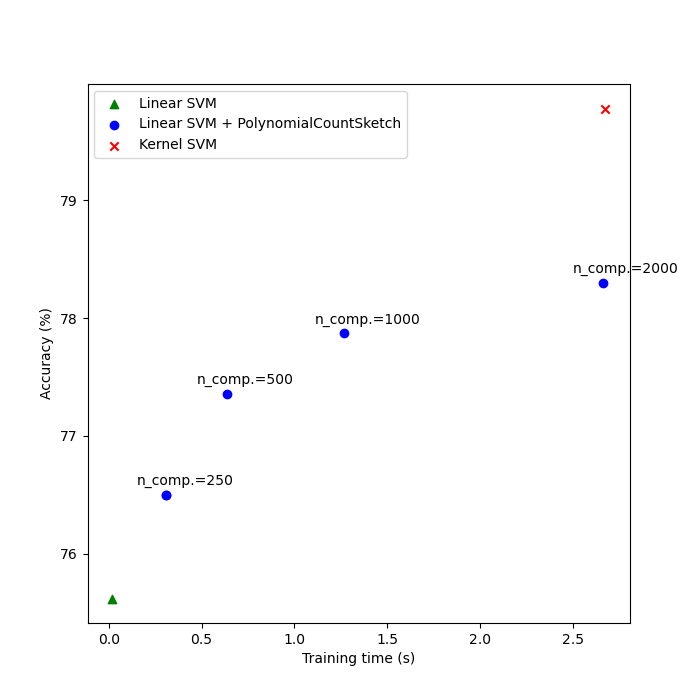 Linear SVM
Linear SVM + PolynomialCountSketch
Kernel SVM
79
78
77
76
Accuracy (%)
n_comp.=2000
n_comp.=1000
n_comp.=500
n_comp.=250
0.0 0.5 1.0 1.5 2.0 2.5
Training time (s)